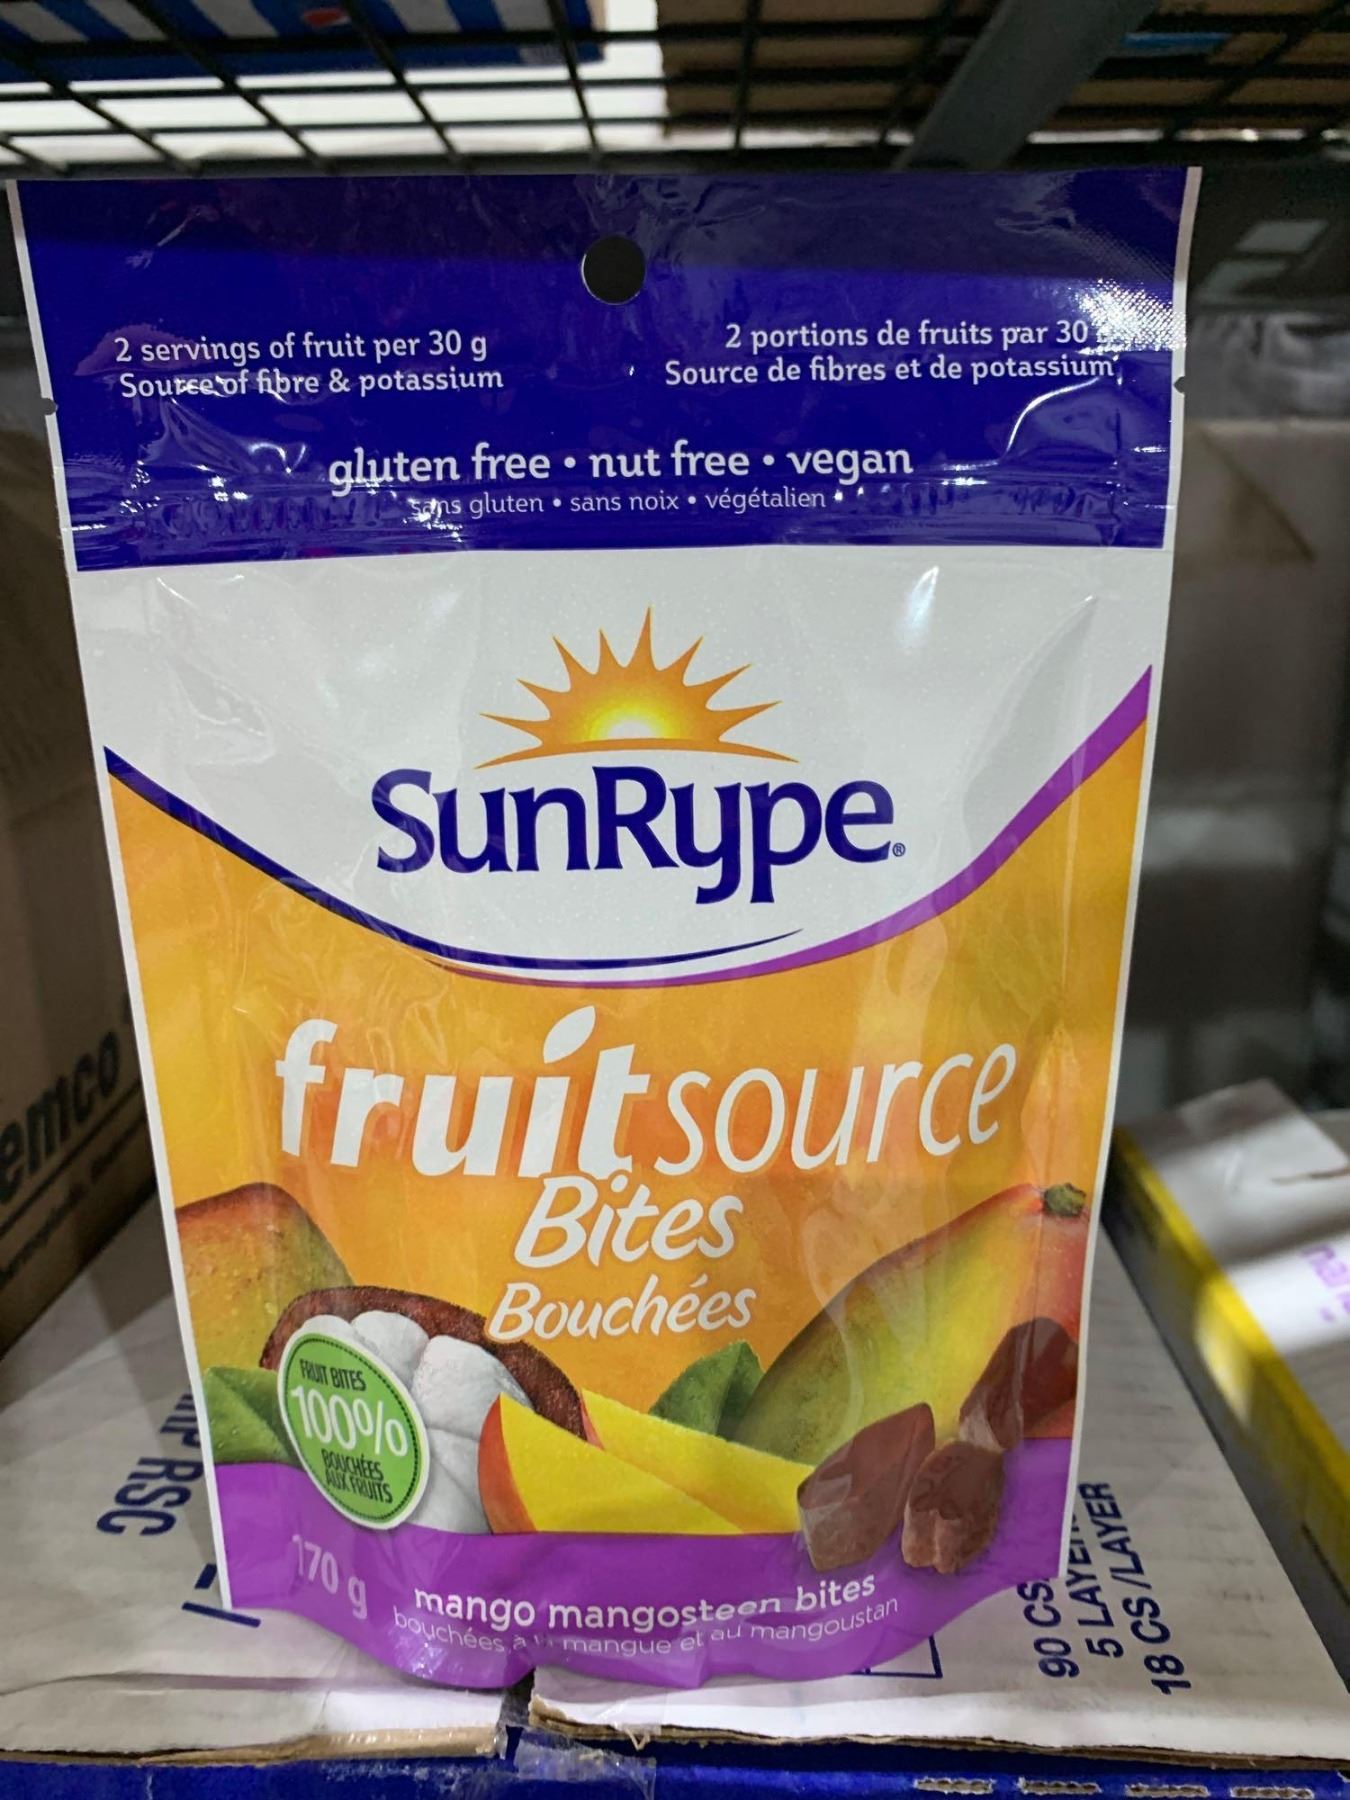 2 servings of fruit per 30 g
Source of fibre & potassium
2 portions de fruits par 30
Source de fibres et de potassium
gluten free • nut free • vegan
sans gluten • sans noix • végétalien
SunRype®
fruitsource
Bites
Bouchées
FRUIT BITES
100%
BOUCHÉES
AUX FRUITS
170 g
mango mangosteen bites
bouchées à la mangue et au mangoustan
emco
RSC
90 CS
5 LAYER
18 CS/LAYER